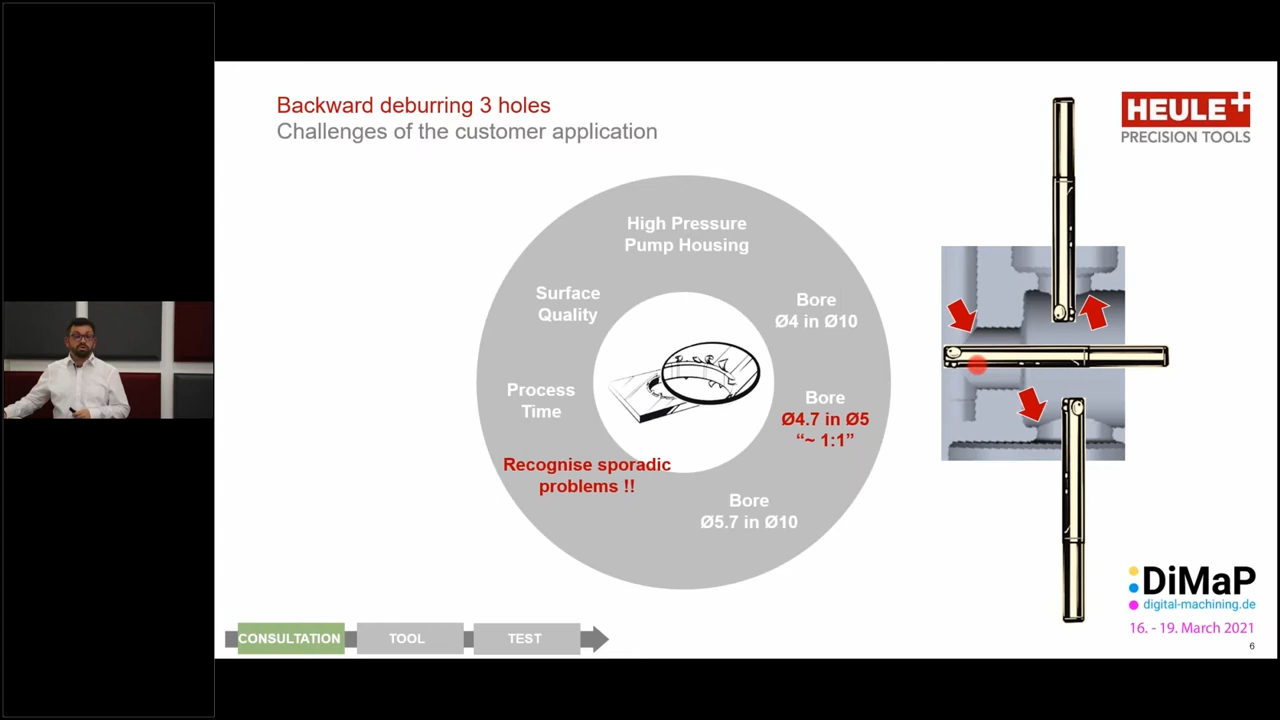 Backward deburring 3 holes
Challenges of the customer application
HEULE
PRECISION TOOLS
High Pressure
Pump Housing
Surface
Quality
Bore
Ø4 in Ø10
Process
Time
Bore
Ø4.7 in Ø5
“~ 1:1”
Recognise sporadic
problems !!
Bore
Ø5.7 in Ø10
CONSULTATION
TOOL
TEST
DiMaP
digital-machining.de
16. - 19. March 2021
6